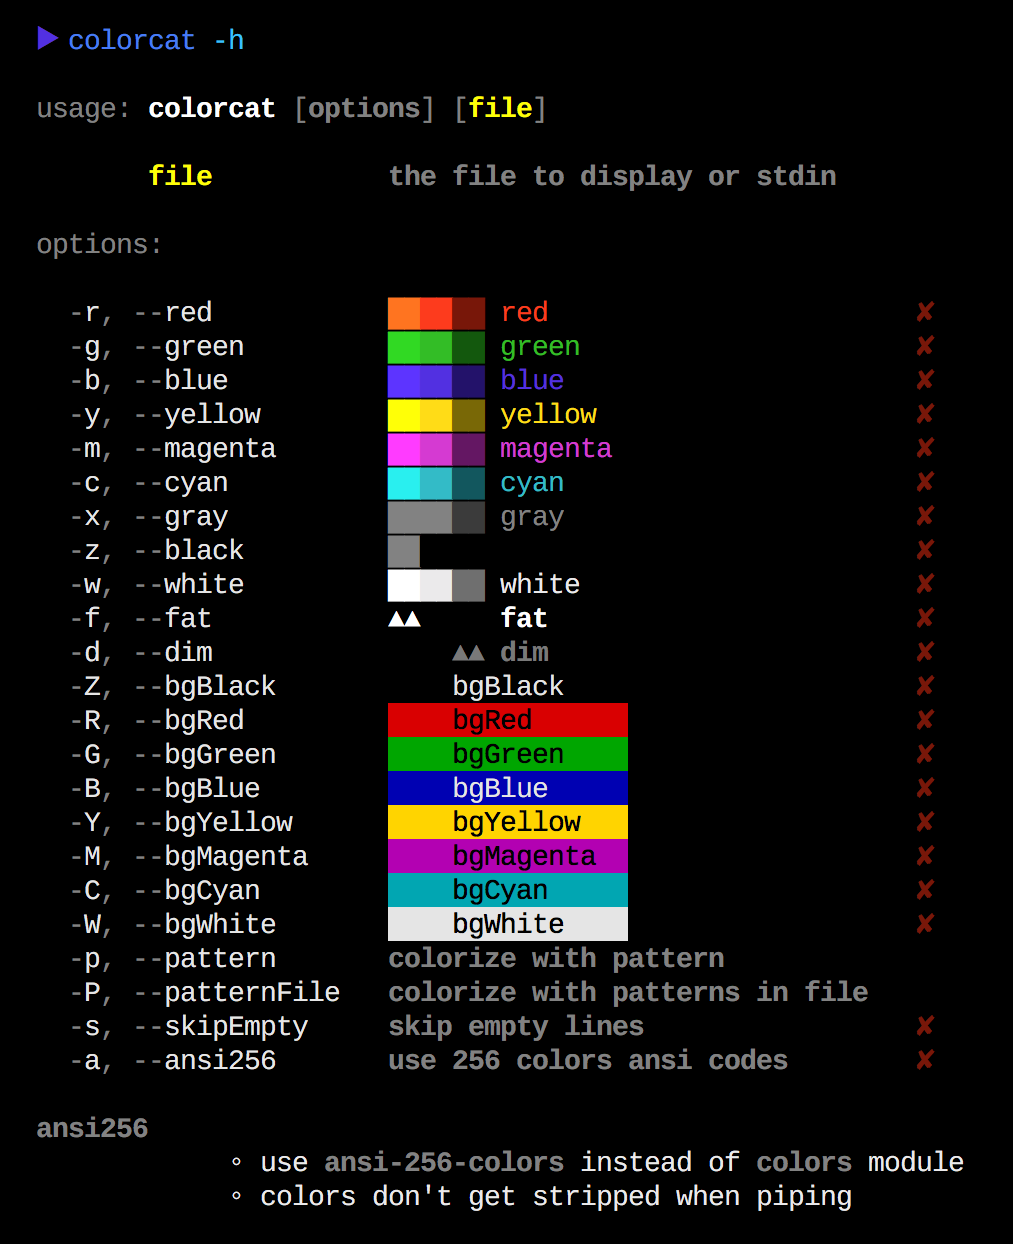 ▶ colorcat -h
usage: colorcat [options] [file]
file the file to display or stdin
options:
-r, --red red ✘
-g, --green green ✘
-b, --blue blue ✘
-y, --yellow yellow ✘
-m, --magenta magenta ✘
-c, --cyan cyan ✘
-x, --gray gray ✘
-z, --black ✘
-w, --white white ✘
-f, --fat ▲▲ fat ✘
-d, --dim ▲▲ dim ✘
-Z, --bgBlack bgBlack ✘
-R, --bgRed bgRed ✘
-G, --bgGreen bgGreen ✘
-B, --bgBlue bgBlue ✘
-Y, --bgYellow bgYellow ✘
-M, --bgMagenta bgMagenta ✘
-C, --bgCyan bgCyan ✘
-W, --bgWhite bgWhite ✘
-p, --pattern colorize with pattern
-P, --patternFile colorize with patterns in file
-s, --skipEmpty skip empty lines ✘
-a, --ansi256 use 256 colors ansi codes ✘
ansi256
◦ use ansi-256-colors instead of colors module
◦ colors don't get stripped when piping